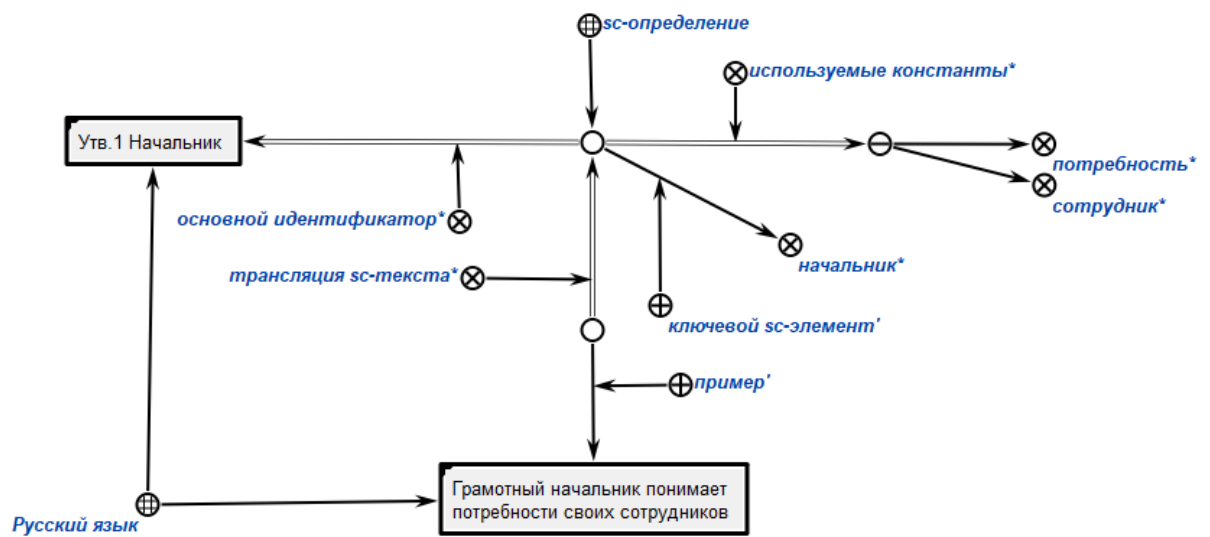 sc-определение
используемые константы*
Утв.1 Начальник
потребность*
сотрудник*
основной идентификатор*
начальник*
трансляция sc-текста*
ключевой sc-элемент'
пример'
Грамотный начальник понимает
потребности своих сотрудников
Русский язык